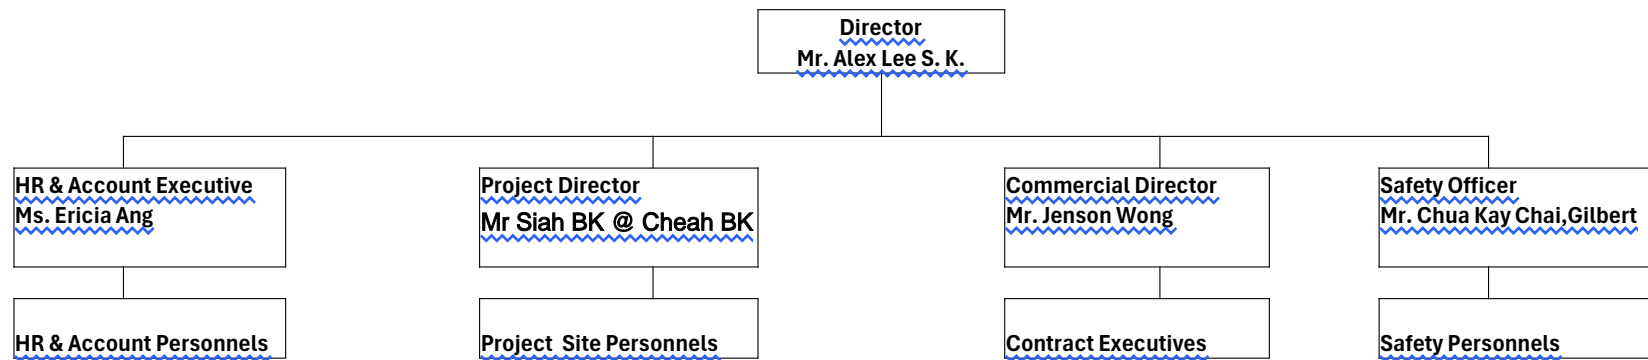 Director
Mr. Alex Lee S. K.
HR & Account Executive
Ms. Ericia Ang
Project Director
Mr Siah BK @ Cheah BK
Commercial Director
Mr. Jenson Wong
Safety Officer
Mr. Chua Kay Chai,Gilbert
HR & Account Personnels
Project Site Personnels
Contract Executives
Safety Personnels